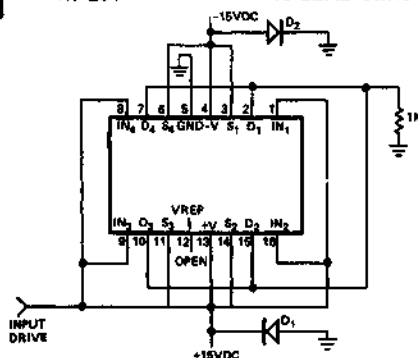 -15VDC
D2
8 7 6 5 4 3 2 1
IN4 D4 S4 GND -V S1 D1 IN1
1K
VREF
IN3 D3 S3 +V S2 D2 IN2
9 10 11 12 13 14 15 16
OPEN
INPUT
DRIVE
D1
+15VDC